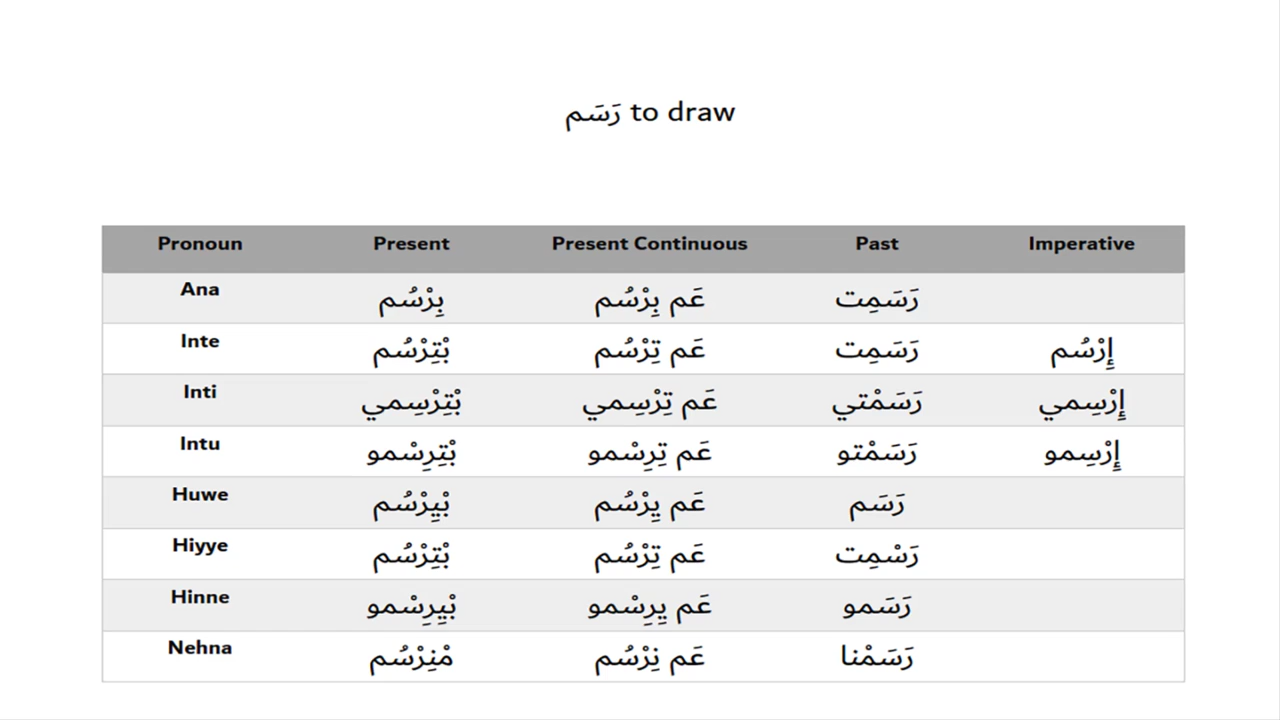 رَسَم to draw
Pronoun Present Present Continuous Past Imperative
Ana بِرْسُم عَم بِرْسُم رَسَمِت
Inte بْتِرْسُم عَم تِرْسُم رَسَمِت إِرْسُم
Inti بْتِرْسِمي عَم تِرْسِمي رَسَمْتي إِرْسِمي
Intu بْتِرِسْمو عَم تِرِسْمو رَسَمْتو إِرْسِمو
Huwe بْيِرْسُم عَم يِرْسُم رَسَم
Hiyye بْتِرْسُم عَم تِرْسُم رَسْمِت
Hinne بْيِرِسْمو عَم يِرِسْمو رَسَمو
Nehna مْنِرْسُم عَم نِرْسُم رَسَمْنا